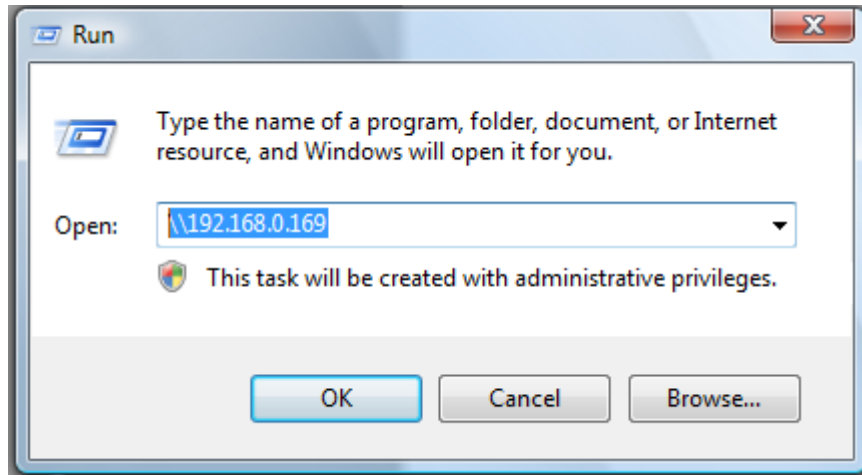 Run
Type the name of a program, folder, document, or Internet
resource, and Windows will open it for you.
Open: \\192.168.0.169
This task will be created with administrative privileges.
OK Cancel Browse...